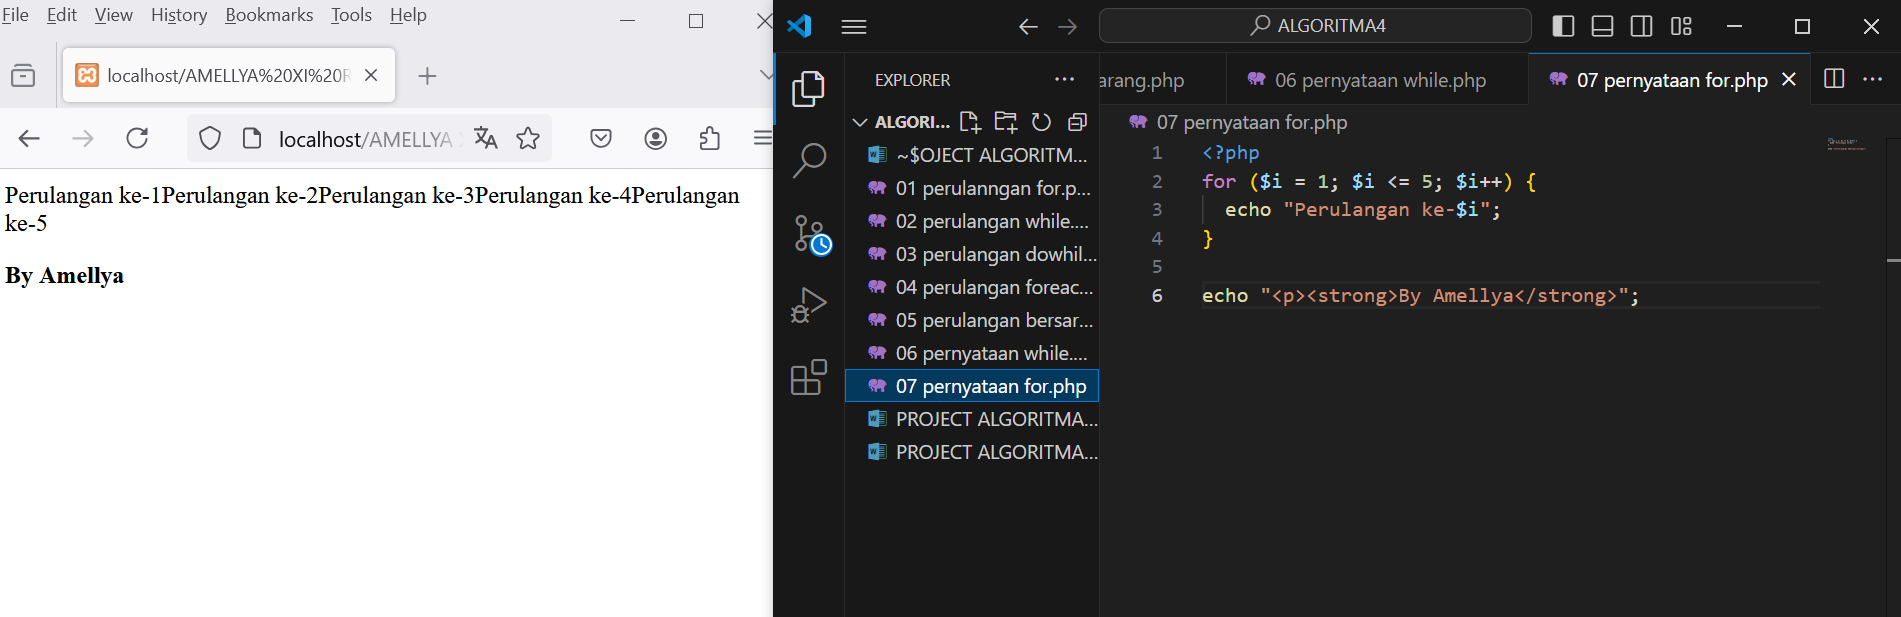 File Edit View History Bookmarks Tools Help
localhost/AMELLYA%20XI%20R
localhost/AMELLYA
Perulangan ke-1Perulangan ke-2Perulangan ke-3Perulangan ke-4Perulangan
ke-5
By Amellya
ALGORITMA4
EXPLORER
ALGORI...
~$OJECT ALGORITM...
01 perulanngan for.p...
02 perulangan while....
03 perulangan dowhil...
04 perulangan foreac...
05 perulangan bersar...
06 pernyataan while....
07 pernyataan for.php
PROJECT ALGORITMA...
PROJECT ALGORITMA...
arang.php
06 pernyataan while.php
07 pernyataan for.php
07 pernyataan for.php
1 <?php
2 for ($i = 1; $i <= 5; $i++) {
3 echo "Perulangan ke-$i";
4 }
5
6 echo "<p><strong>By Amellya</strong>";